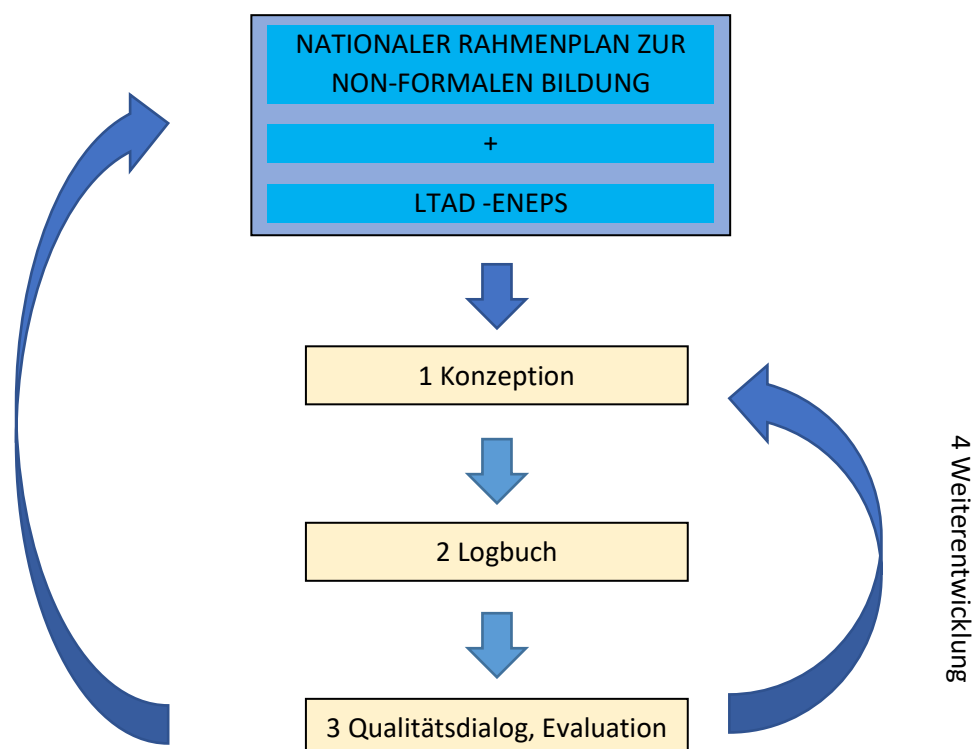 NATIONALER RAHMENPLAN ZUR
NON-FORMALEN BILDUNG
+
LTAD -ENEPS
1 Konzeption
2 Logbuch
3 Qualitätsdialog, Evaluation
4 Weiterentwicklung